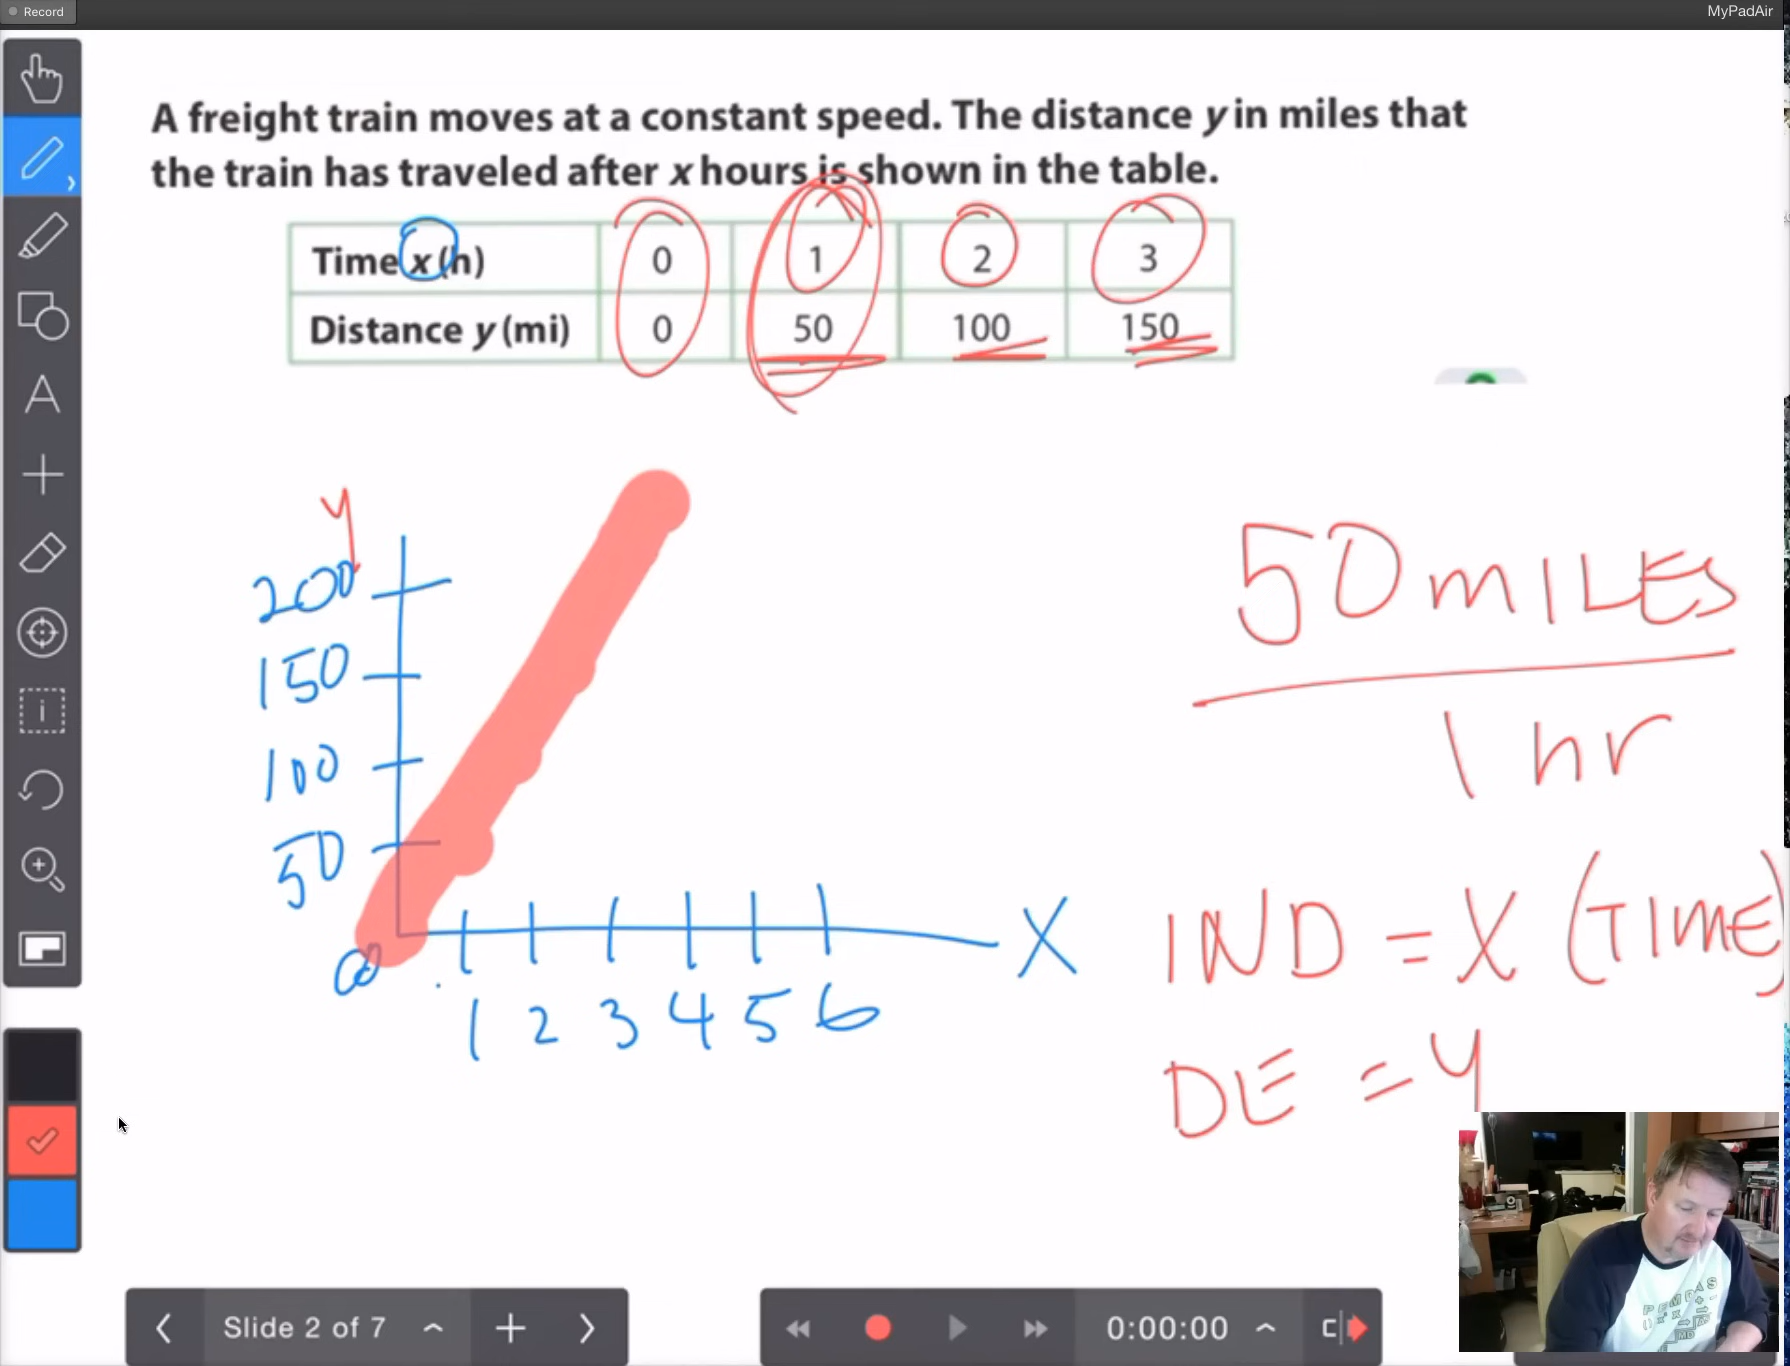 Record
MyPadAir
A freight train moves at a constant speed. The distance y in miles that
the train has traveled after x hours is shown in the table.
Time x (h) 0 1 2 3
Distance y (mi) 0 50 100 150
A
y
200
150
100
50
0
X
1 2 3 4 5 6
50 MILES
1 hr
IND = X (TIME)
DE = Y
Slide 2 of 7
0:00:00
PEMDAS